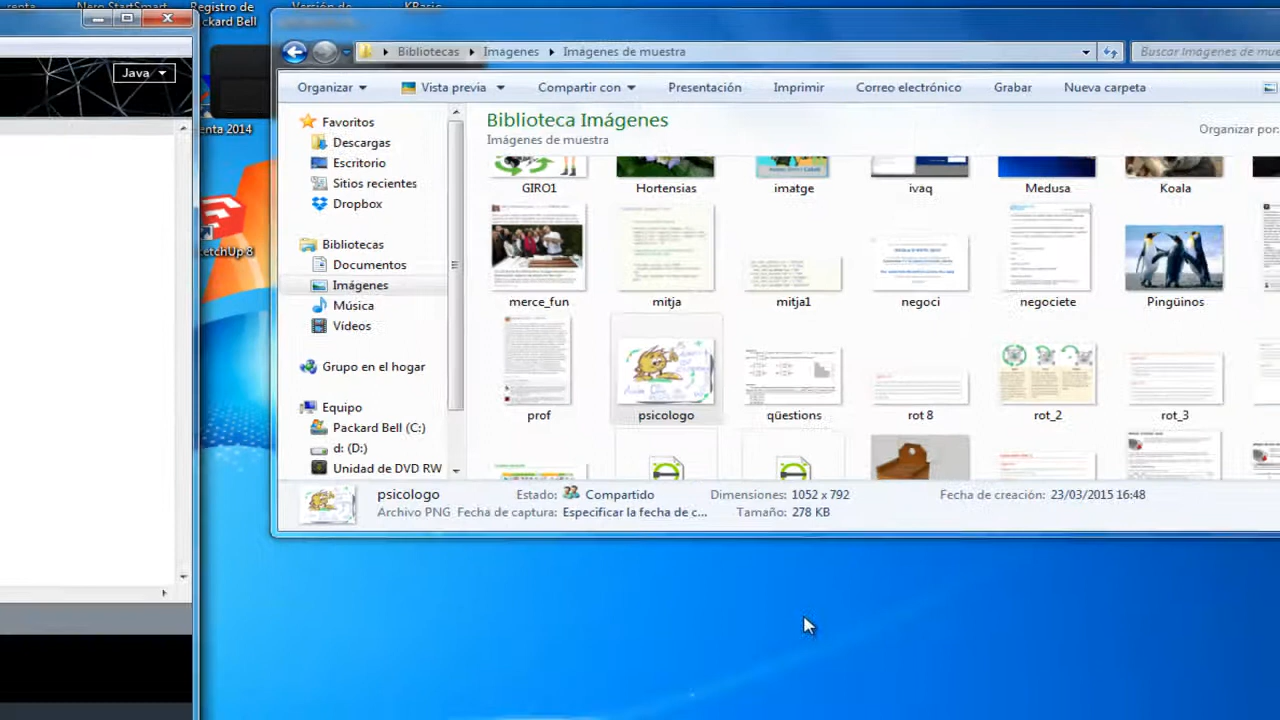 Nero StartSmart
Registro de
Packard Bell
KBasic
Java
enta 2014
etchUp 8
Bibliotecas
Imágenes
Imágenes de muestra
Buscar Imágenes de mue
Organizar
Vista previa
Compartir con
Presentación
Imprimir
Correo electrónico
Grabar
Nueva carpeta
Favoritos
Descargas
Escritorio
Sitios recientes
Dropbox
Bibliotecas
Documentos
Imágenes
Música
Vídeos
Grupo en el hogar
Equipo
Packard Bell (C:)
d: (D:)
Unidad de DVD RW
Biblioteca Imágenes
Imágenes de muestra
Organizar por:
GIRO1
Hortensias
imatge
ivaq
Medusa
Koala
merce_fun
mitja
mitja1
negoci
negociete
Pingüinos
prof
psicologo
qüestions
rot 8
rot_2
rot_3
psicologo
Estado:
Compartido
Dimensiones: 1052 x 792
Fecha de creación: 23/03/2015 16:48
Archivo PNG
Fecha de captura: Especificar la fecha de c...
Tamaño: 278 KB